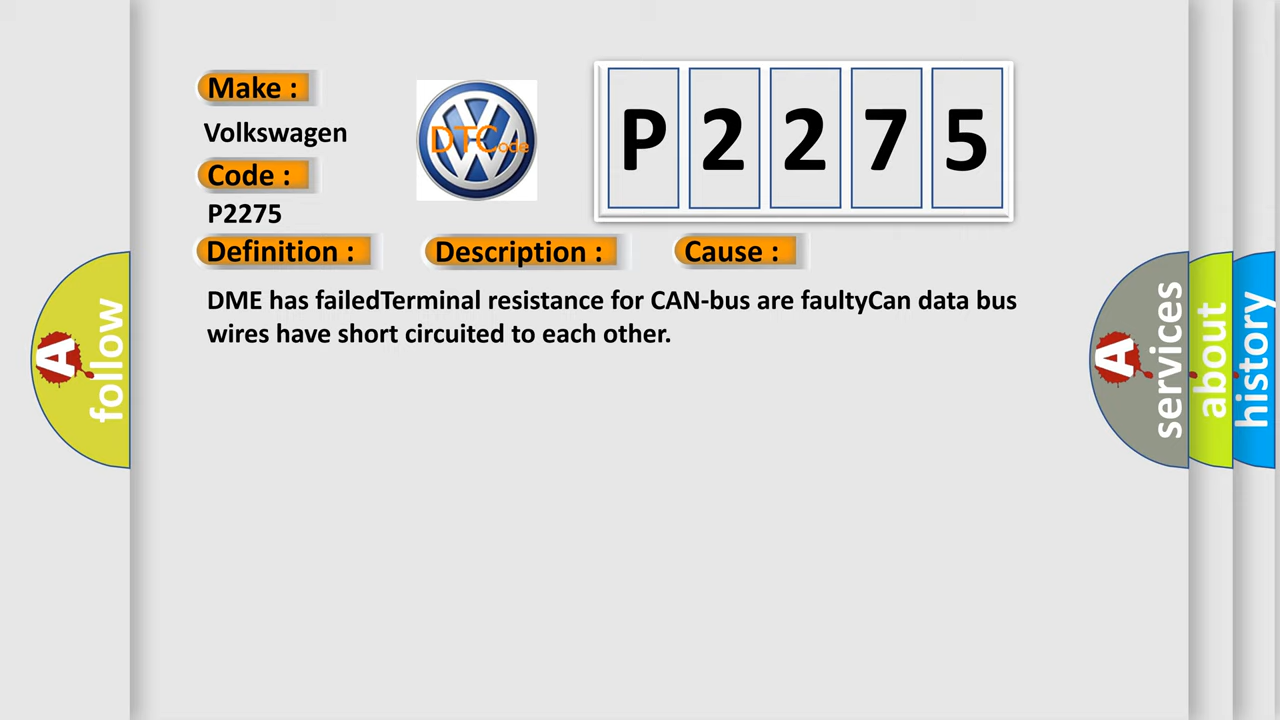 Make :
Volkswagen
Code :
P2275
DTCode
P 2 2 7 5
Definition :
Description :
Cause :
DME has failedTerminal resistance for CAN-bus are faultyCan data bus
wires have short circuited to each other.
A
follow
A
services
about
history